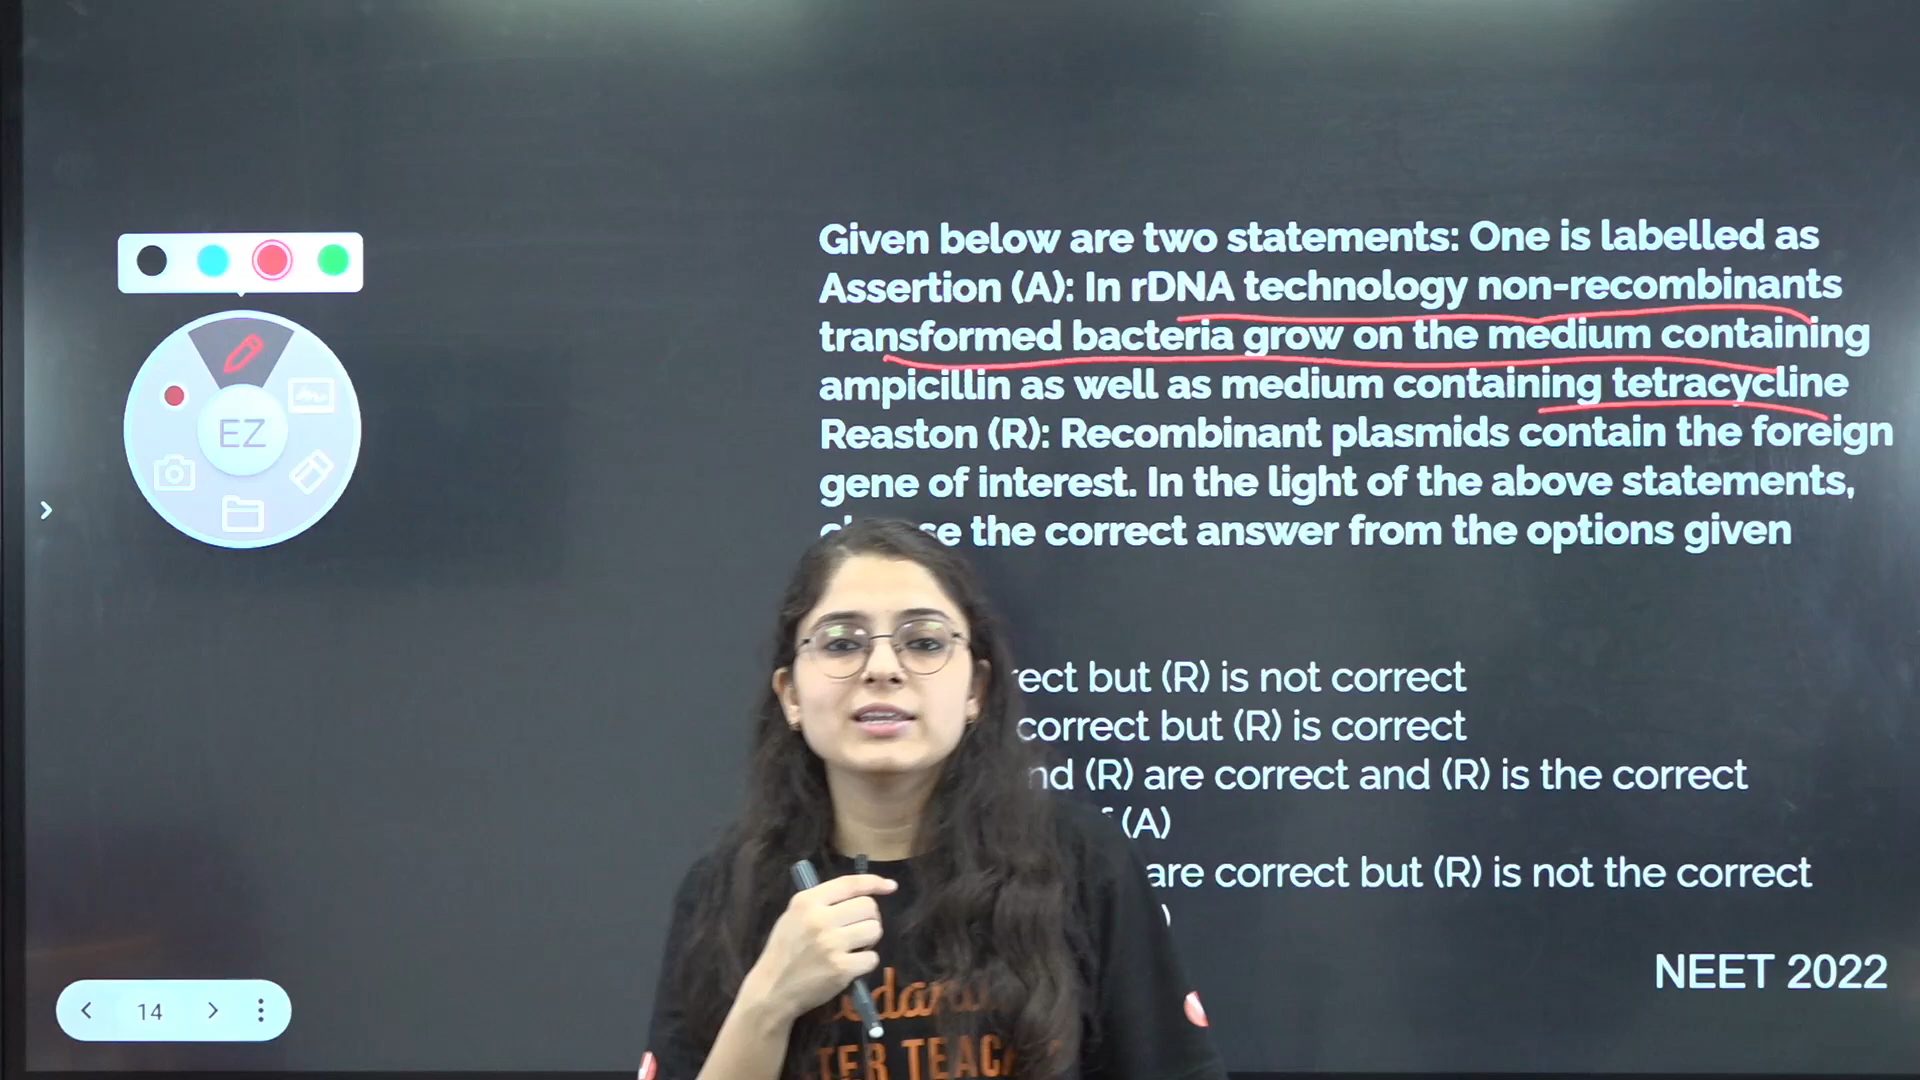 Given below are two statements: One is labelled as
Assertion (A): In rDNA technology non-recombinants
transformed bacteria grow on the medium containing
ampicillin as well as medium containing tetracycline
Reaston (R): Recombinant plasmids contain the foreign
gene of interest. In the light of the above statements,
the correct answer from the options given
EZ
but (R) is not correct
correct but (R) is correct
(R) are correct and (R) is the correct
(A)
are correct but (R) is not the correct
NEET 2022
14